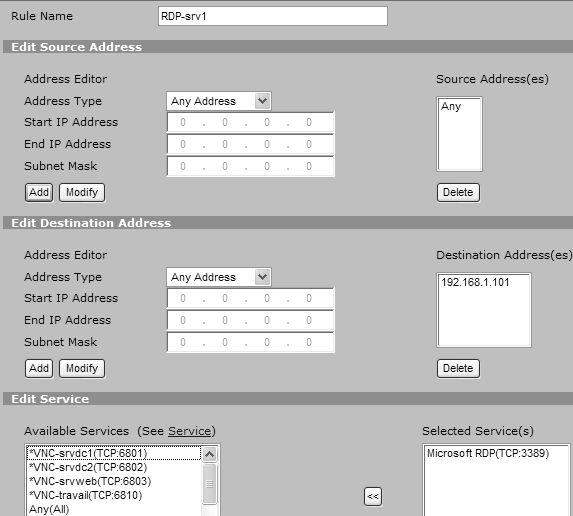 Rule Name RDP-srv1
Edit Source Address
Address Editor Source Address(es)
Address Type Any Address Any
Start IP Address 0 . 0 . 0 . 0
End IP Address 0 . 0 . 0 . 0
Subnet Mask 0 . 0 . 0 . 0
Add Modify Delete
Edit Destination Address
Address Editor Destination Address(es)
Address Type Any Address 192.168.1.101
Start IP Address 0 . 0 . 0 . 0
End IP Address 0 . 0 . 0 . 0
Subnet Mask 0 . 0 . 0 . 0
Add Modify Delete
Edit Service
Available Services (See Service) Selected Service(s)
*VNC-srvdc1(TCP:6801) Microsoft RDP(TCP:3389)
*VNC-srvdc2(TCP:6802)
*VNC-srvweb(TCP:6803)
*VNC-travail(TCP:6810) <<
Any(All)